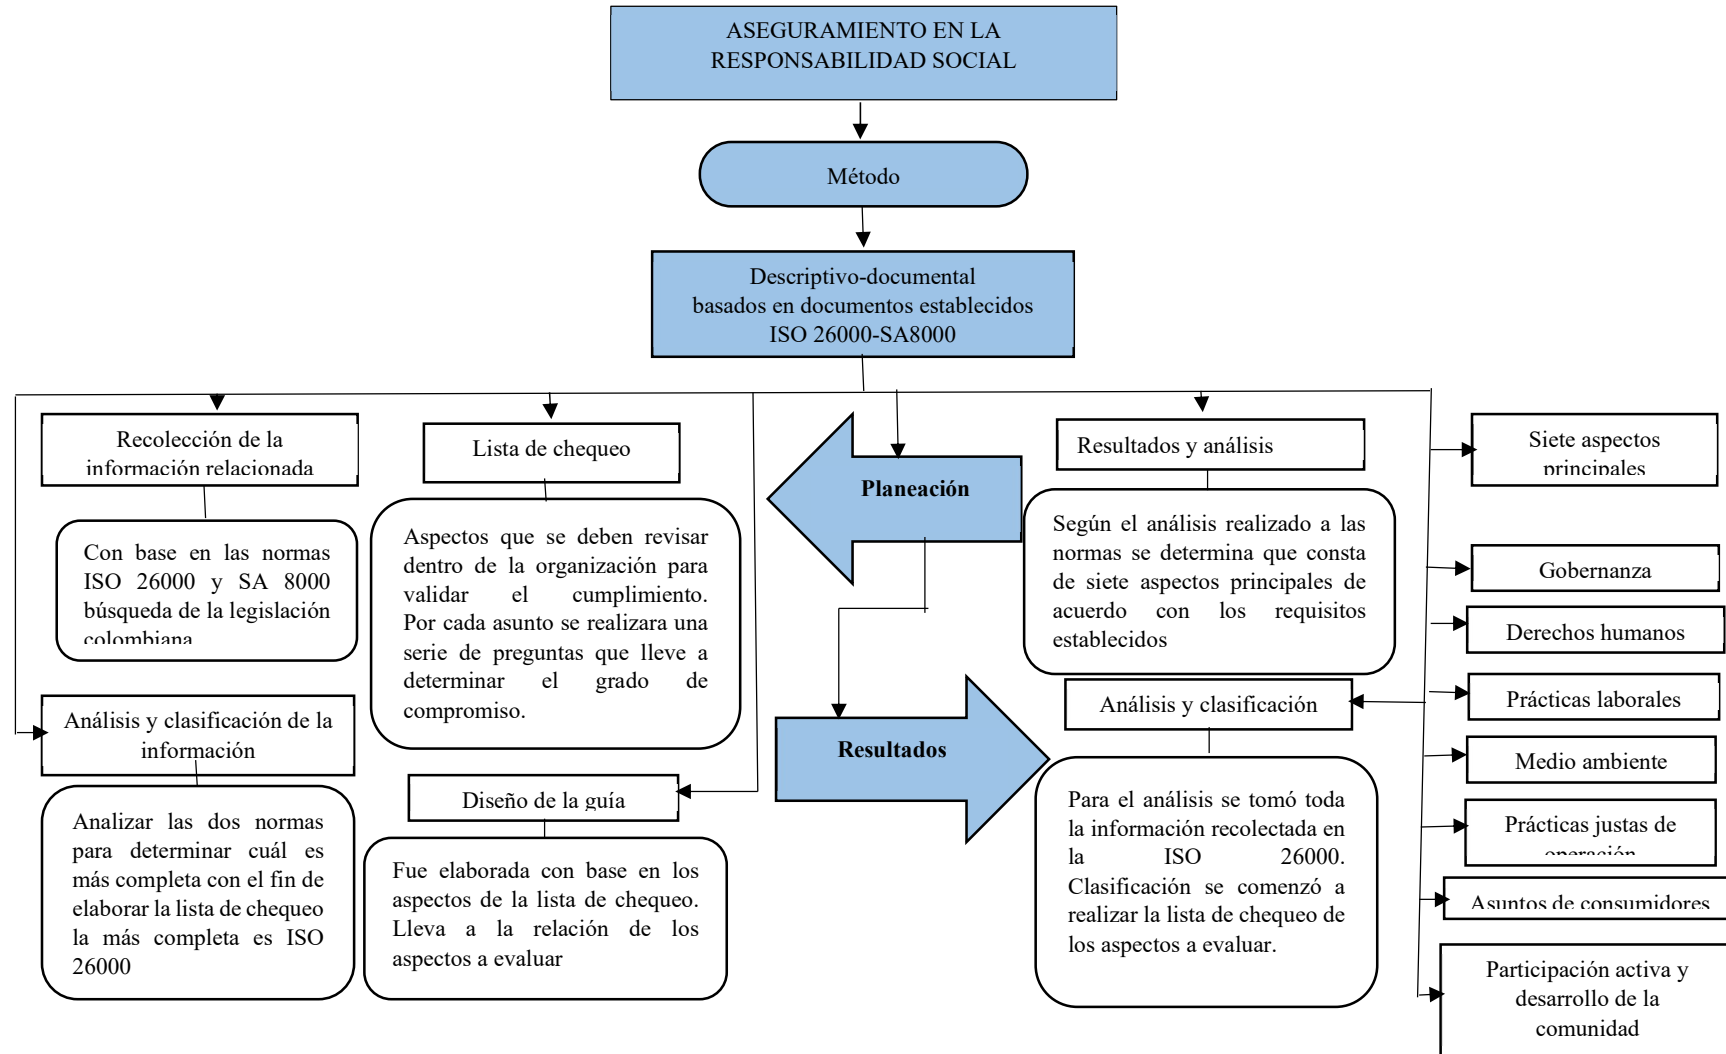 ASEGURAMIENTO EN LA
RESPONSABILIDAD SOCIAL
Método
Descriptivo-documental
basados en documentos establecidos
ISO 26000-SA8000
Recolección de la
información relacionada
Con base en las normas
ISO 26000 y SA 8000
búsqueda de la legislación
colombiana
Análisis y clasificación de la
información
Analizar las dos normas
para determinar cuál es
más completa con el fin de
elaborar la lista de chequeo
la más completa es ISO
26000
Lista de chequeo
Aspectos que se deben revisar
dentro de la organización para
validar el cumplimiento.
Por cada asunto se realizara una
serie de preguntas que lleve a
determinar el grado de
compromiso.
Diseño de la guía
Fue elaborada con base en los
aspectos de la lista de chequeo.
Lleva a la relación de los
aspectos a evaluar
Planeación
Resultados
Resultados y análisis
Según el análisis realizado a las
normas se determina que consta
de siete aspectos principales de
acuerdo con los requisitos
establecidos
Análisis y clasificación
Para el análisis se tomó toda
la información recolectada en
la ISO 26000.
Clasificación se comenzó a
realizar la lista de chequeo de
los aspectos a evaluar.
Siete aspectos
principales
Gobernanza
Derechos humanos
Prácticas laborales
Medio ambiente
Prácticas justas de
operación
Asuntos de consumidores
Participación activa y
desarrollo de la
comunidad